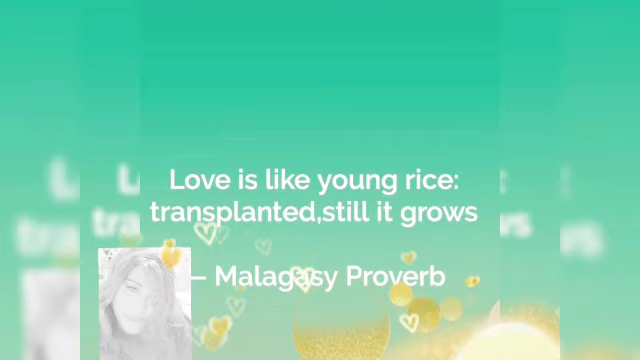 Love is like young rice:
transplanted,still it grows
— Malagasy Proverb